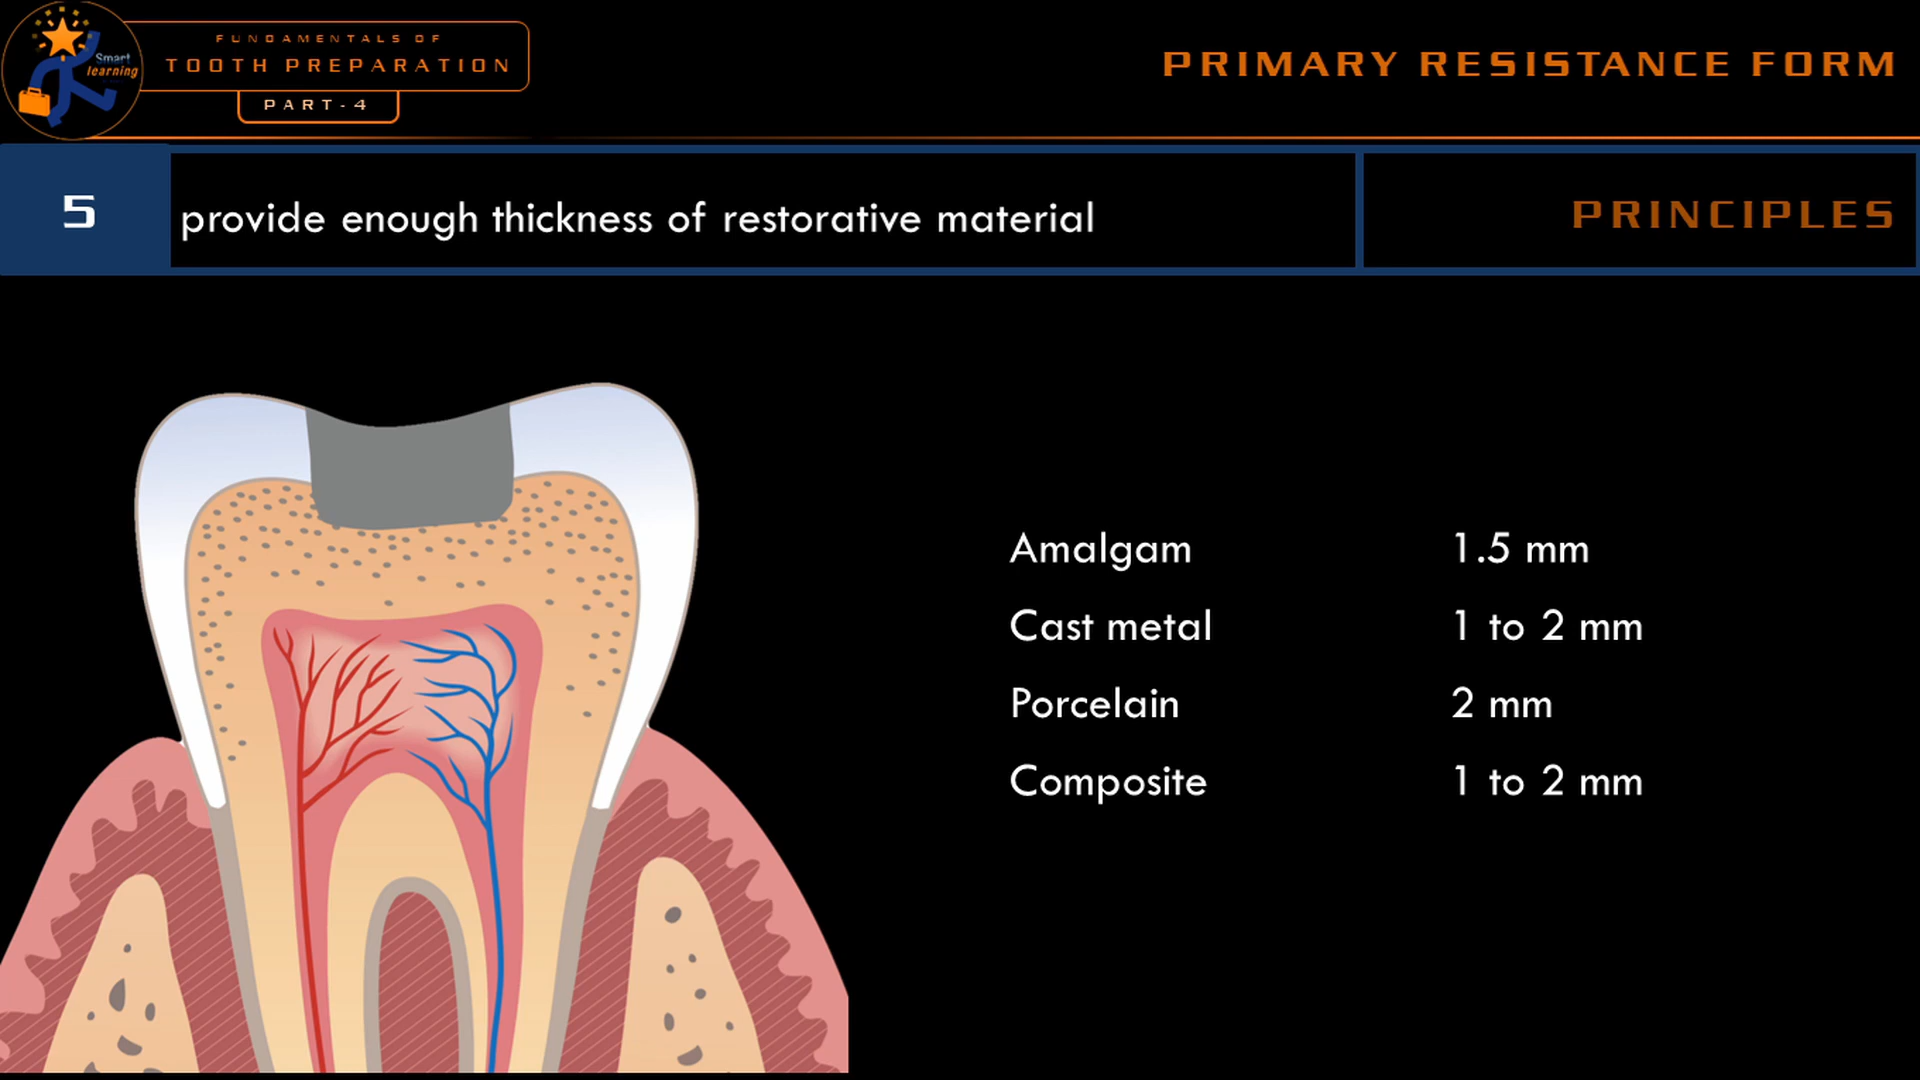 Smart
learning
FUNDAMENTALS OF
TOOTH PREPARATION
PART-4
PRIMARY RESISTANCE FORM
5
provide enough thickness of restorative material
PRINCIPLES
Amalgam 1.5 mm
Cast metal 1 to 2 mm
Porcelain 2 mm
Composite 1 to 2 mm